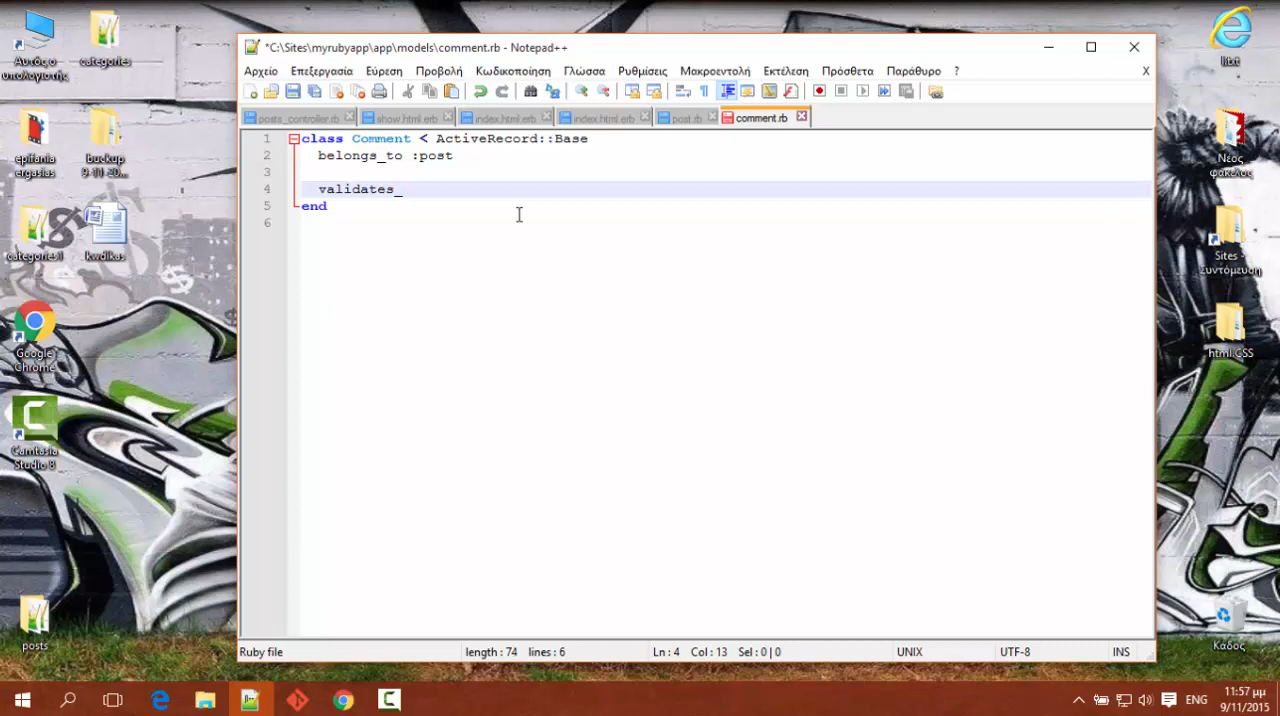 *C:\Sites\myrubyapp\app\models\comment.rb - Notepad++
Αρχείο Επεξεργασία Εύρεση Προβολή Κωδικοποίηση Γλώσσα Ρυθμίσεις Μακροεντολή Εκτέλεση Πρόσθετα Παράθυρο ? X
posts_controller.rb show.html.erb index.html.erb index.html.erb post.rb comment.rb
1 class Comment < ActiveRecord::Base
2 belongs_to :post
3
4 validates_
5 end
6
Ruby file length : 74 lines : 6 Ln : 4 Col : 13 Sel : 0 | 0 UNIX UTF-8 INS
Αυτός ο
υπολογιστής
categories
epifania
ergasias
buckup
9-11-20...
categories1
kwdikas
Google
Chrome
Camtasia
Studio 8
posts
Νέος
φάκελος
Sites -
συντόμευση
html.CSS
Κάδος
ENG
11:57 μμ
9/11/2015